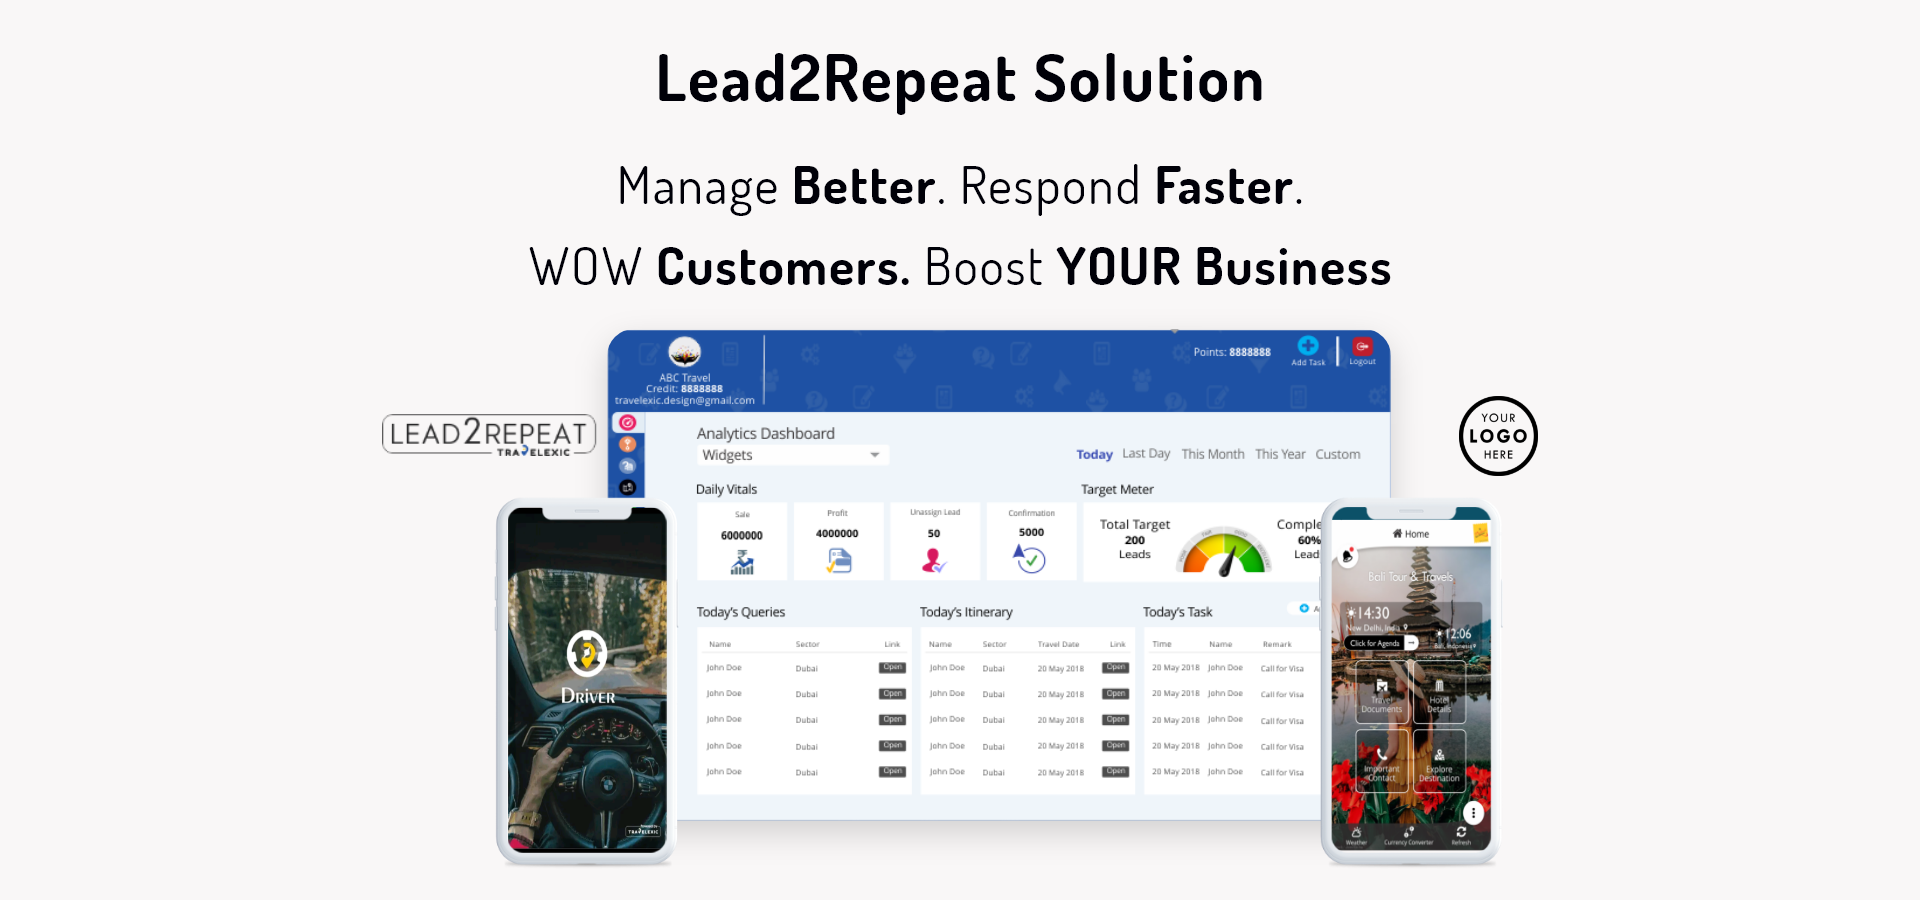 Lead2Repeat Solution
Manage Better. Respond Faster.
WOW Customers. Boost YOUR Business
ABC Travel
Credit: 8888888
travelexic.design@gmail.com
Points: 8888888
Add Task
Logout
LEAD2REPEAT
TRAVELEXIC
YOUR
LOGO
HERE
Analytics Dashboard
Widgets
Today Last Day This Month This Year Custom
Daily Vitals
Target Meter
Sale
6000000
Profit
4000000
Unassign Lead
50
Confirmation
5000
Total Target
200
Leads
Comple
60%
Lead
Today's Queries
Name Sector Link
John Doe Dubai Open
John Doe Dubai Open
John Doe Dubai Open
John Doe Dubai Open
John Doe Dubai Open
Today's Itinerary
Name Sector Travel Date Link
John Doe Dubai 20 May 2018 Open
John Doe Dubai 20 May 2018 Open
John Doe Dubai 20 May 2018 Open
John Doe Dubai 20 May 2018 Open
John Doe Dubai 20 May 2018 Open
Today's Task
Time Name Remark
20 May 2018 John Doe Call for Visa
20 May 2018 John Doe Call for Visa
20 May 2018 John Doe Call for Visa
20 May 2018 John Doe Call for Visa
20 May 2018 John Doe Call for Visa
DRIVER
TRAVELEXIC
Home
Bali Tour & Travels
14:30
New Delhi, India
12:06
Bali, Indonesia
Click for Agenda
Travel
Documents
Hotel
Details
Important
Contact
Explore
Destination
Weather
Currency Converter
Refresh